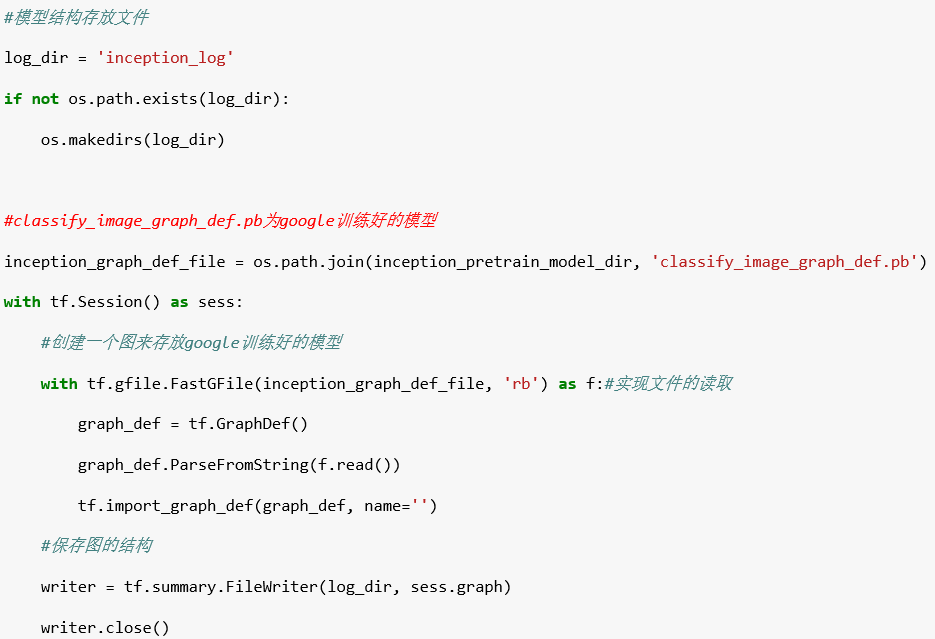 #模型结构存放文件
log_dir = 'inception_log'
if not os.path.exists(log_dir):
    os.makedirs(log_dir)
#classify_image_graph_def.pb为google训练好的模型
inception_graph_def_file = os.path.join(inception_pretrain_model_dir, 'classify_image_graph_def.pb')
with tf.Session() as sess:
    #创建一个图来存放google训练好的模型
    with tf.gfile.FastGFile(inception_graph_def_file, 'rb') as f:#实现文件的读取
        graph_def = tf.GraphDef()
        graph_def.ParseFromString(f.read())
        tf.import_graph_def(graph_def, name='')
    #保存图的结构
    writer = tf.summary.FileWriter(log_dir, sess.graph)
    writer.close()